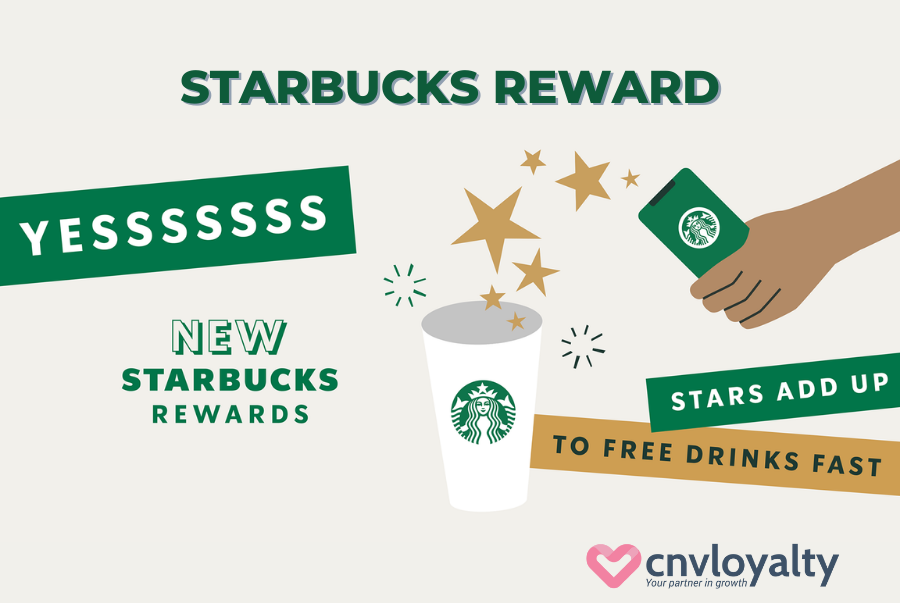 STARBUCKS REWARD
YESSSSSSS
NEW
STARBUCKS
REWARDS
STARS ADD UP
TO FREE DRINKS FAST
cnvloyalty
Your partner in growth